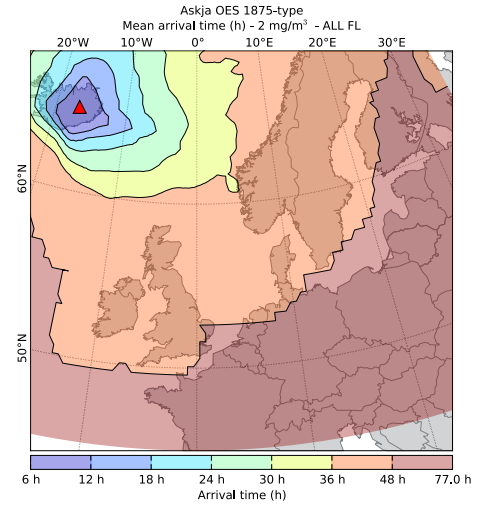 Askja OES 1875-type
Mean arrival time (h) - 2 mg/m³ - ALL FL
20°W 10°W 0° 10°E 20°E 30°E
60°N
50°N
6 h 12 h 18 h 24 h 30 h 36 h 48 h 77.0 h
Arrival time (h)